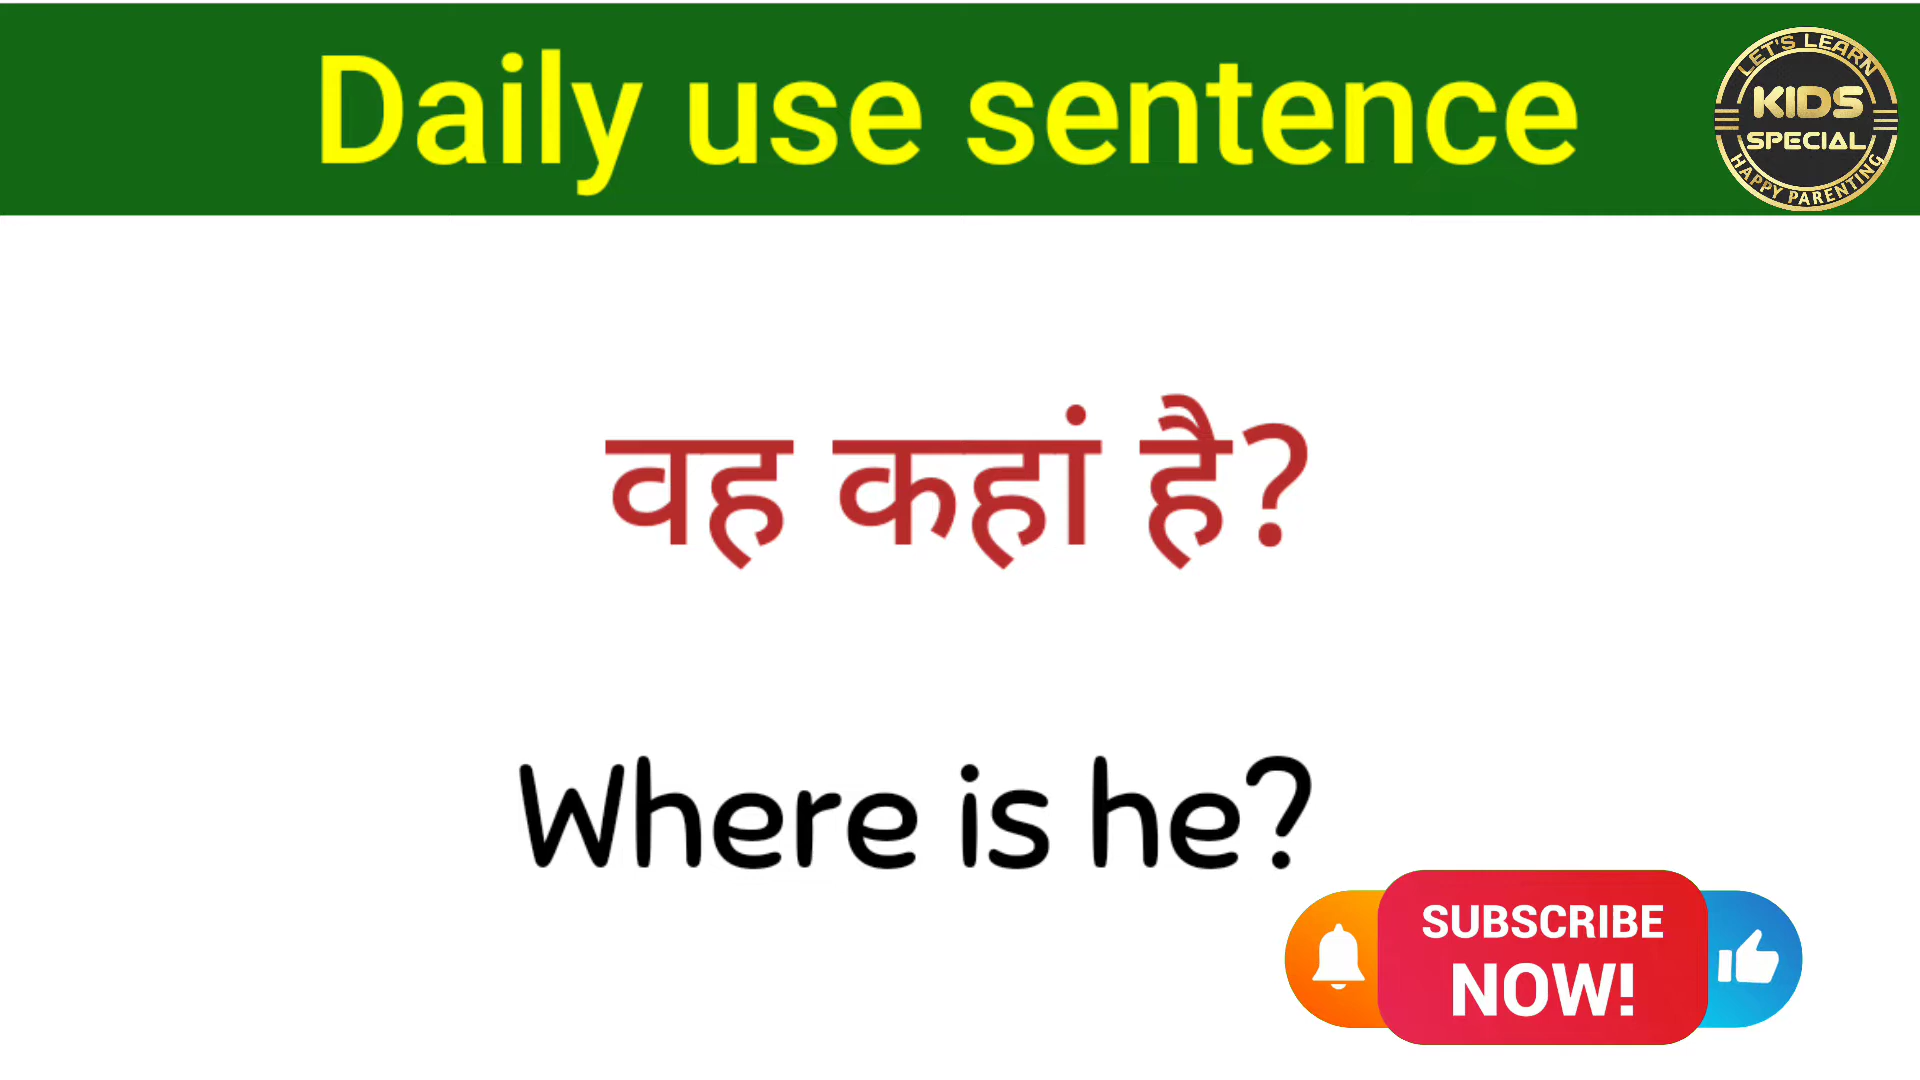 Daily use sentence
LET'S LEARN
KIDS
SPECIAL
HAPPY PARENTING
वह कहां है?
Where is he?
SUBSCRIBE
NOW!